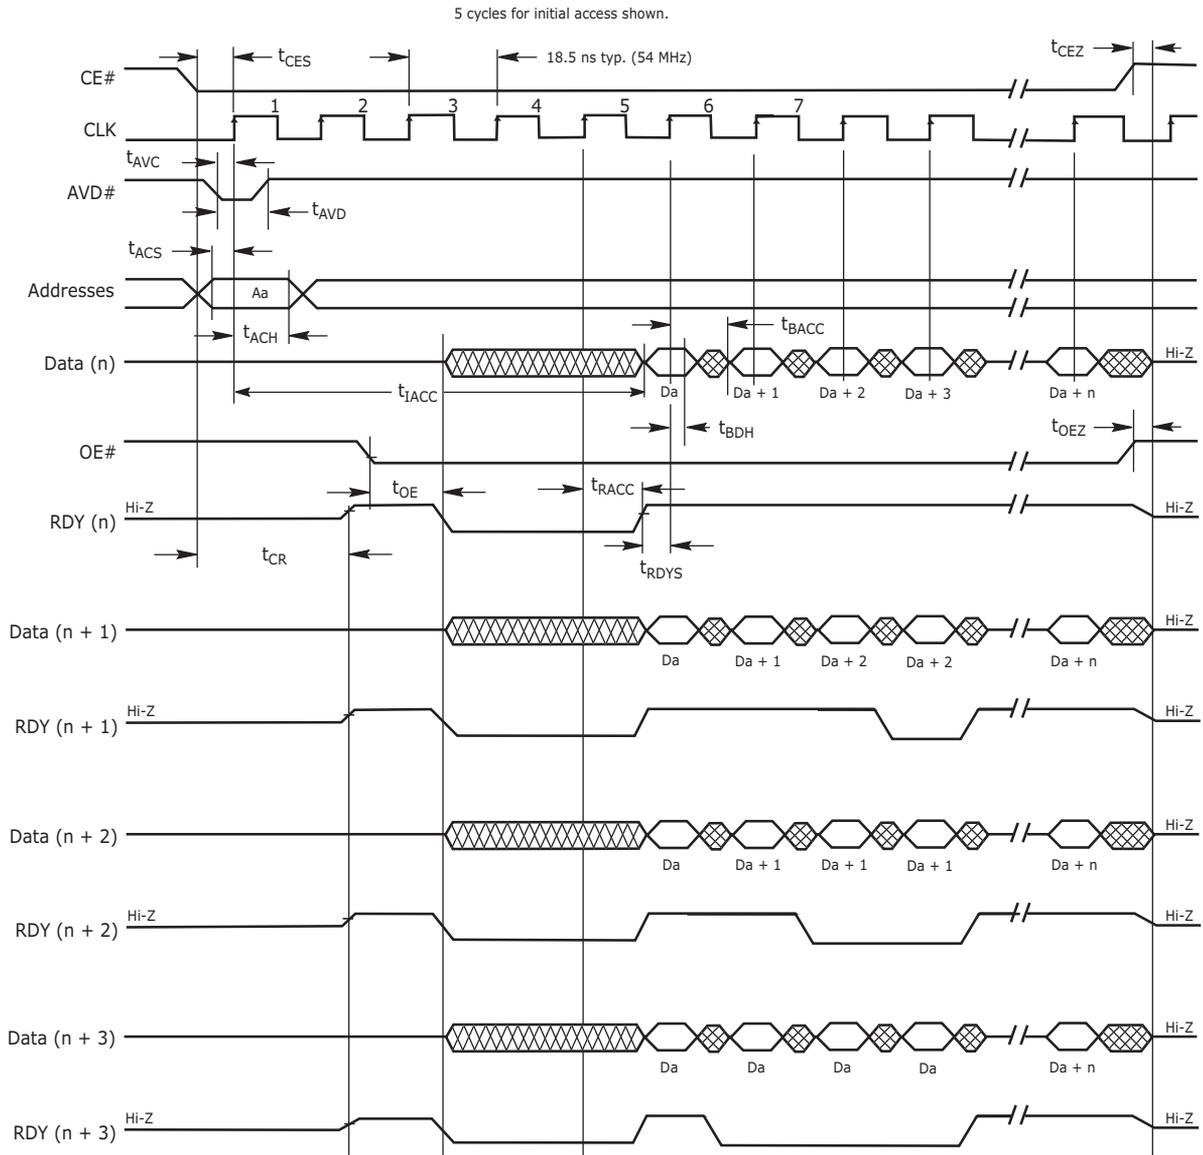 5 cycles for initial access shown.
tCES
18.5 ns typ. (54 MHz)
tCEZ
CE#
1 2 3 4 5 6 7
CLK
tAVC
AVD#
tAVD
tACS
Addresses
Aa
tACH
tBACC
Data (n)
Hi-Z
tIACC
Da Da + 1 Da + 2 Da + 3 Da + n
tBDH
tOEZ
OE#
tOE
tRACC
Hi-Z
Hi-Z
RDY (n)
tCR
tRDYS
Data (n + 1)
Hi-Z
Da Da + 1 Da + 2 Da + 2 Da + n
Hi-Z
Hi-Z
RDY (n + 1)
Data (n + 2)
Hi-Z
Da Da + 1 Da + 1 Da + 1 Da + n
Hi-Z
Hi-Z
RDY (n + 2)
Data (n + 3)
Hi-Z
Da Da Da Da Da + n
Hi-Z
Hi-Z
RDY (n + 3)